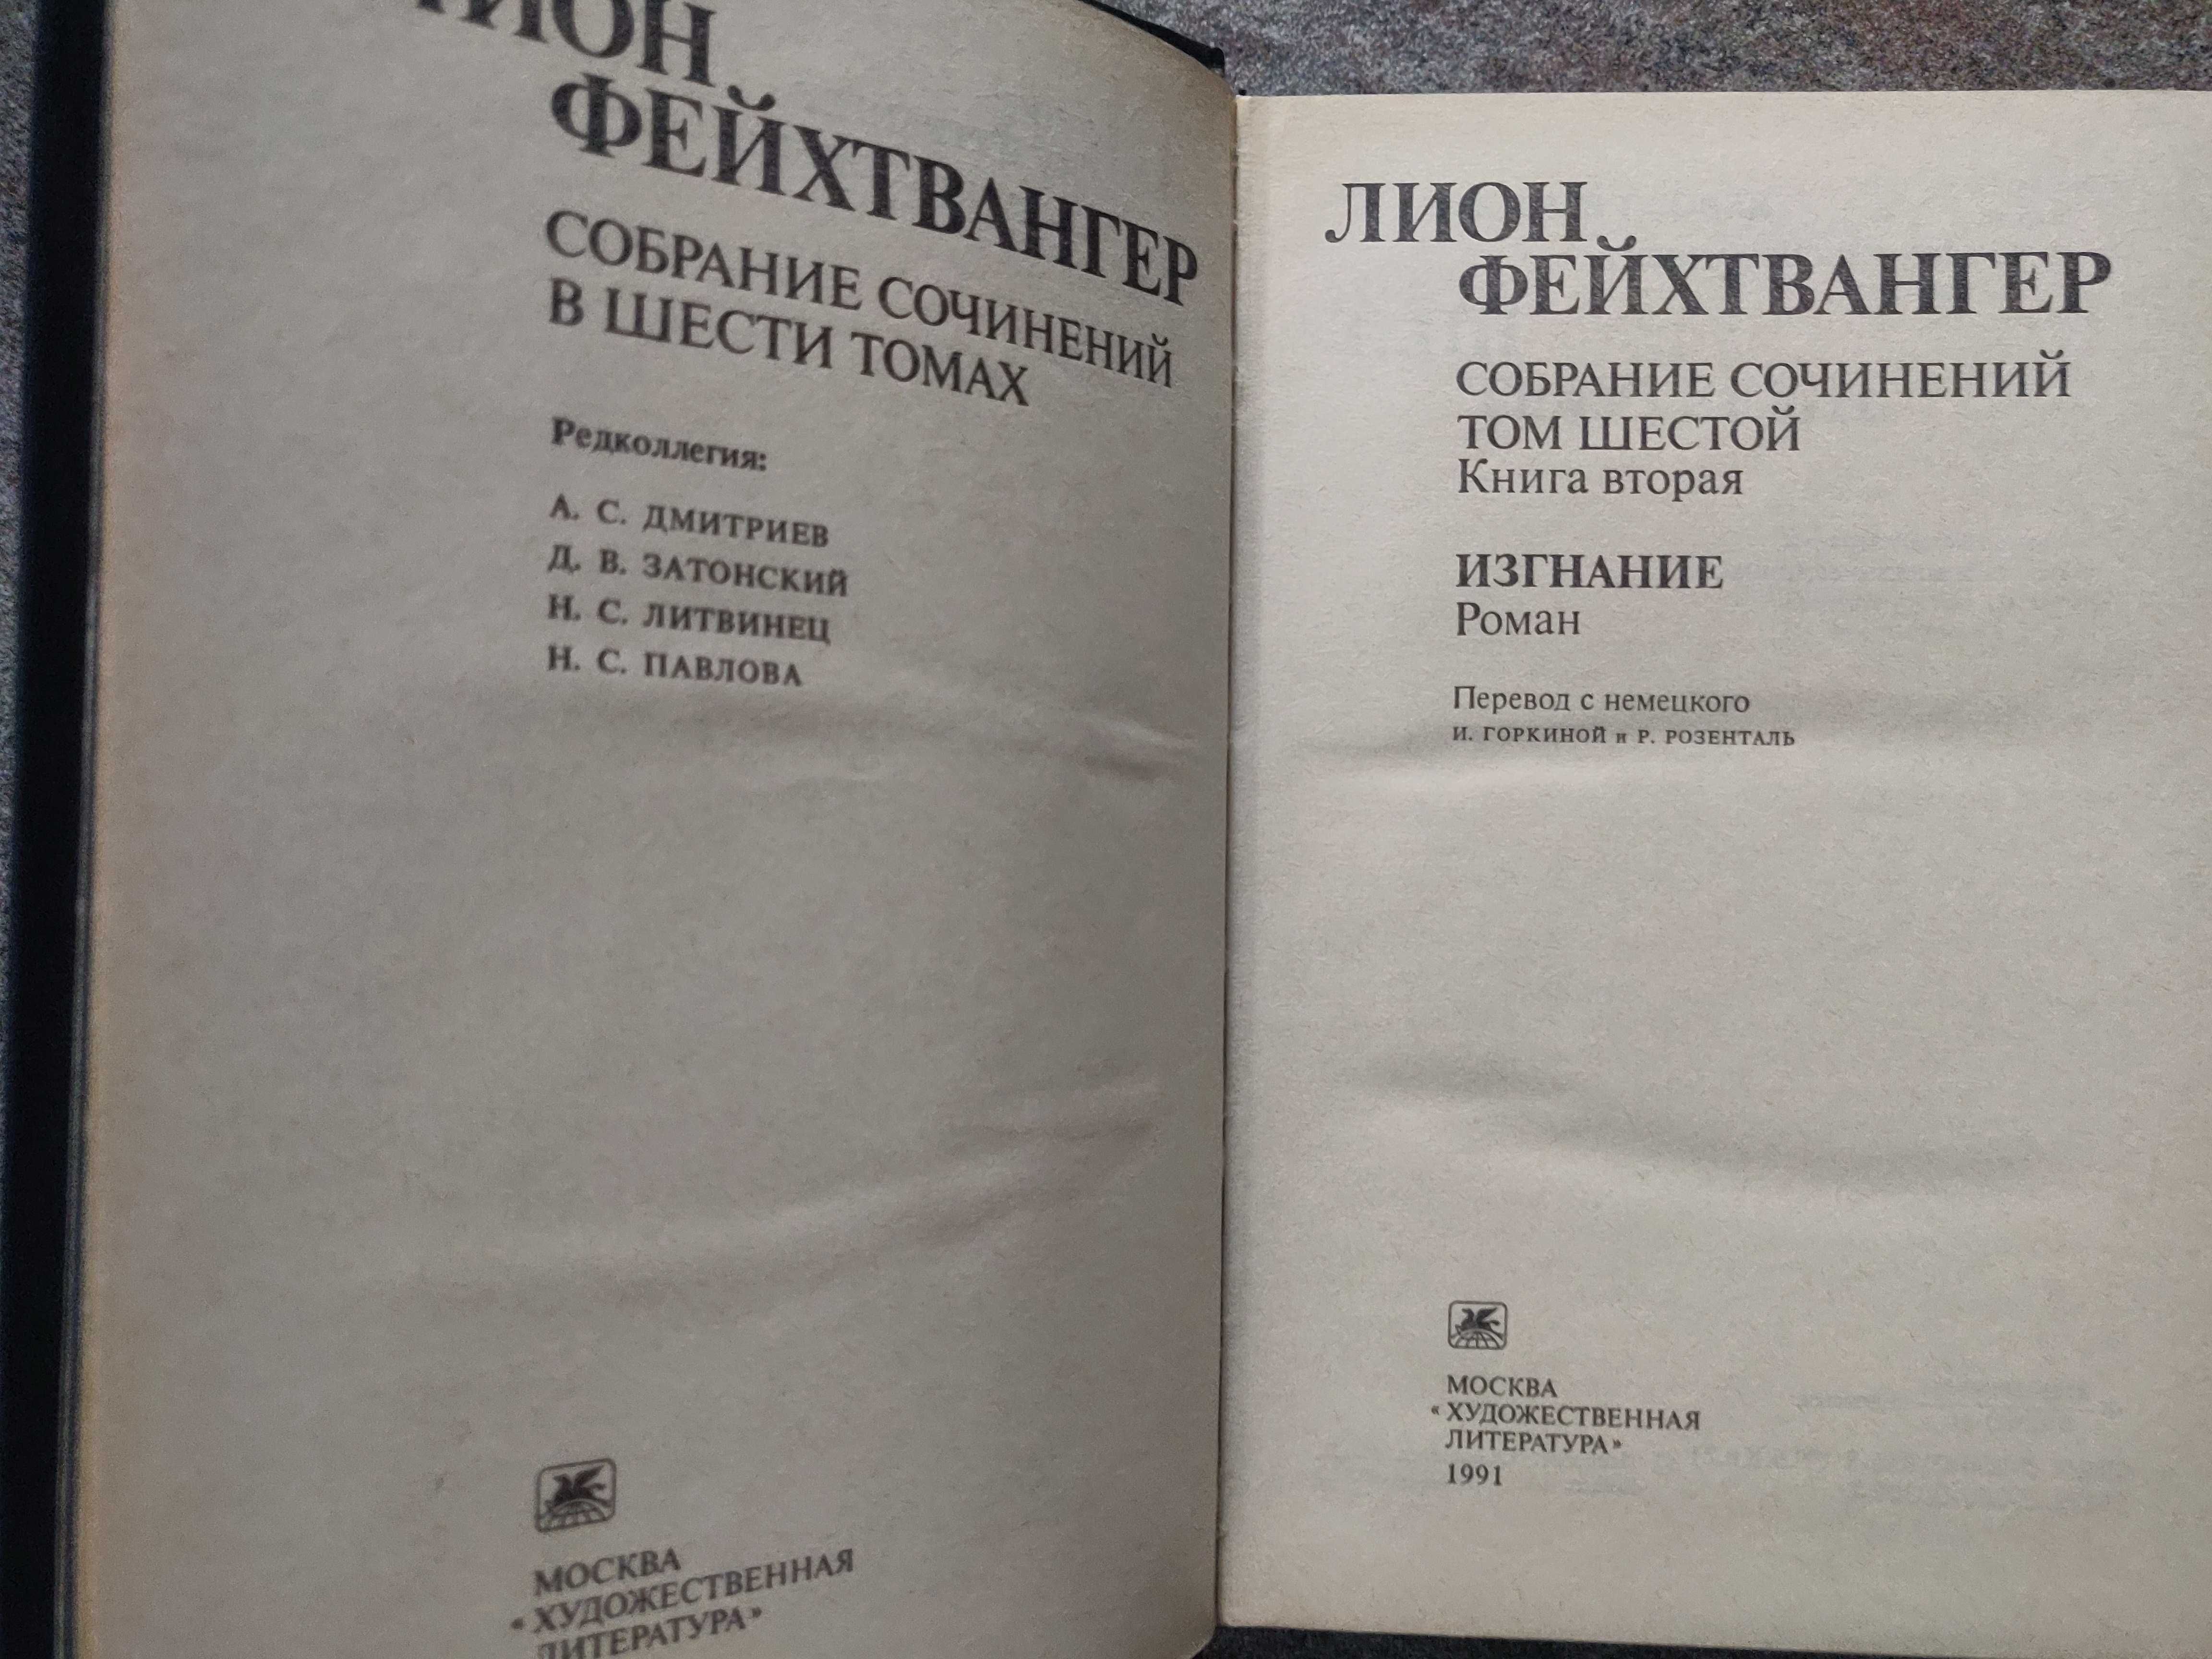 ЛИОН
ФЕЙХТВАНГЕР
СОБРАНИЕ СОЧИНЕНИЙ
В ШЕСТИ ТОМАХ
Редколлегия:
А. С. ДМИТРИЕВ
Д. В. ЗАТОНСКИЙ
Н. С. ЛИТВИНЕЦ
Н. С. ПАВЛОВА
МОСКВА
«ХУДОЖЕСТВЕННАЯ
ЛИТЕРАТУРА»
ЛИОН
ФЕЙХТВАНГЕР
СОБРАНИЕ СОЧИНЕНИЙ
ТОМ ШЕСТОЙ
Книга вторая
ИЗГНАНИЕ
Роман
Перевод с немецкого
И. ГОРКИНОЙ и Р. РОЗЕНТАЛЬ
МОСКВА
«ХУДОЖЕСТВЕННАЯ
ЛИТЕРАТУРА»
1991